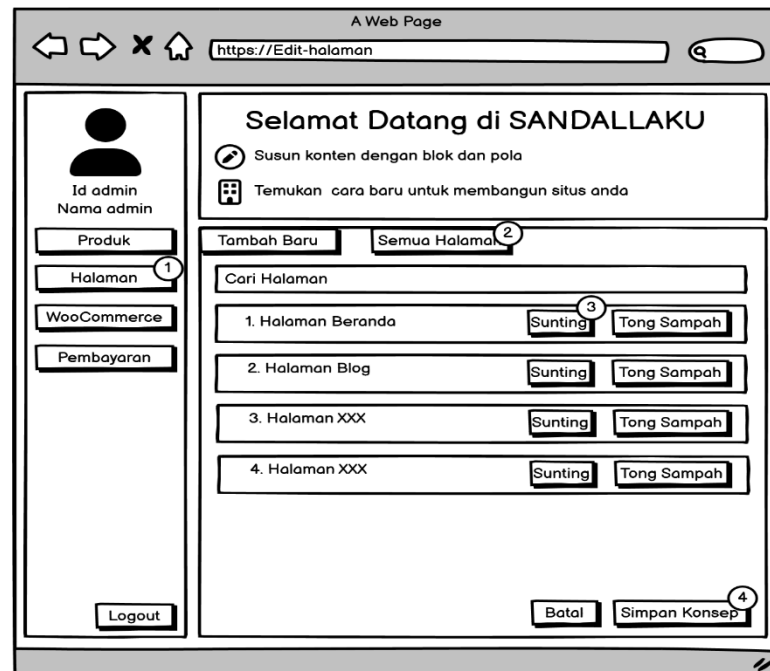 A Web Page
https://Edit-halaman
Id admin
Nama admin
Produk
Halaman
1
WooCommerce
Pembayaran
Logout
Selamat Datang di SANDALLAKU
Susun konten dengan blok dan pola
Temukan cara baru untuk membangun situs anda
Tambah Baru
Semua Halaman
2
Cari Halaman
1. Halaman Beranda
Sunting
3
Tong Sampah
2. Halaman Blog
Sunting
Tong Sampah
3. Halaman XXX
Sunting
Tong Sampah
4. Halaman XXX
Sunting
Tong Sampah
Batal
Simpan Konsep
4